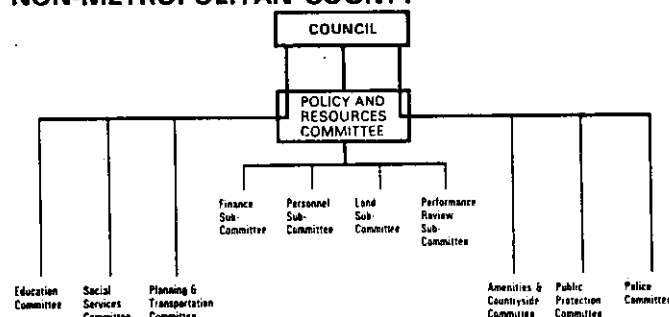 NON-METROPOLITAN COUNTY
COUNCIL
POLICY AND
RESOURCES
COMMITTEE
Finance
Sub-
Committee
Personnel
Sub-
Committee
Land
Sub-
Committee
Performance
Review
Sub-
Committee
Education
Committee
Social
Services
Committee
Planning &
Transportation
Committee
Amenities &
Countryside
Committee
Public
Protection
Committee
Police
Committee